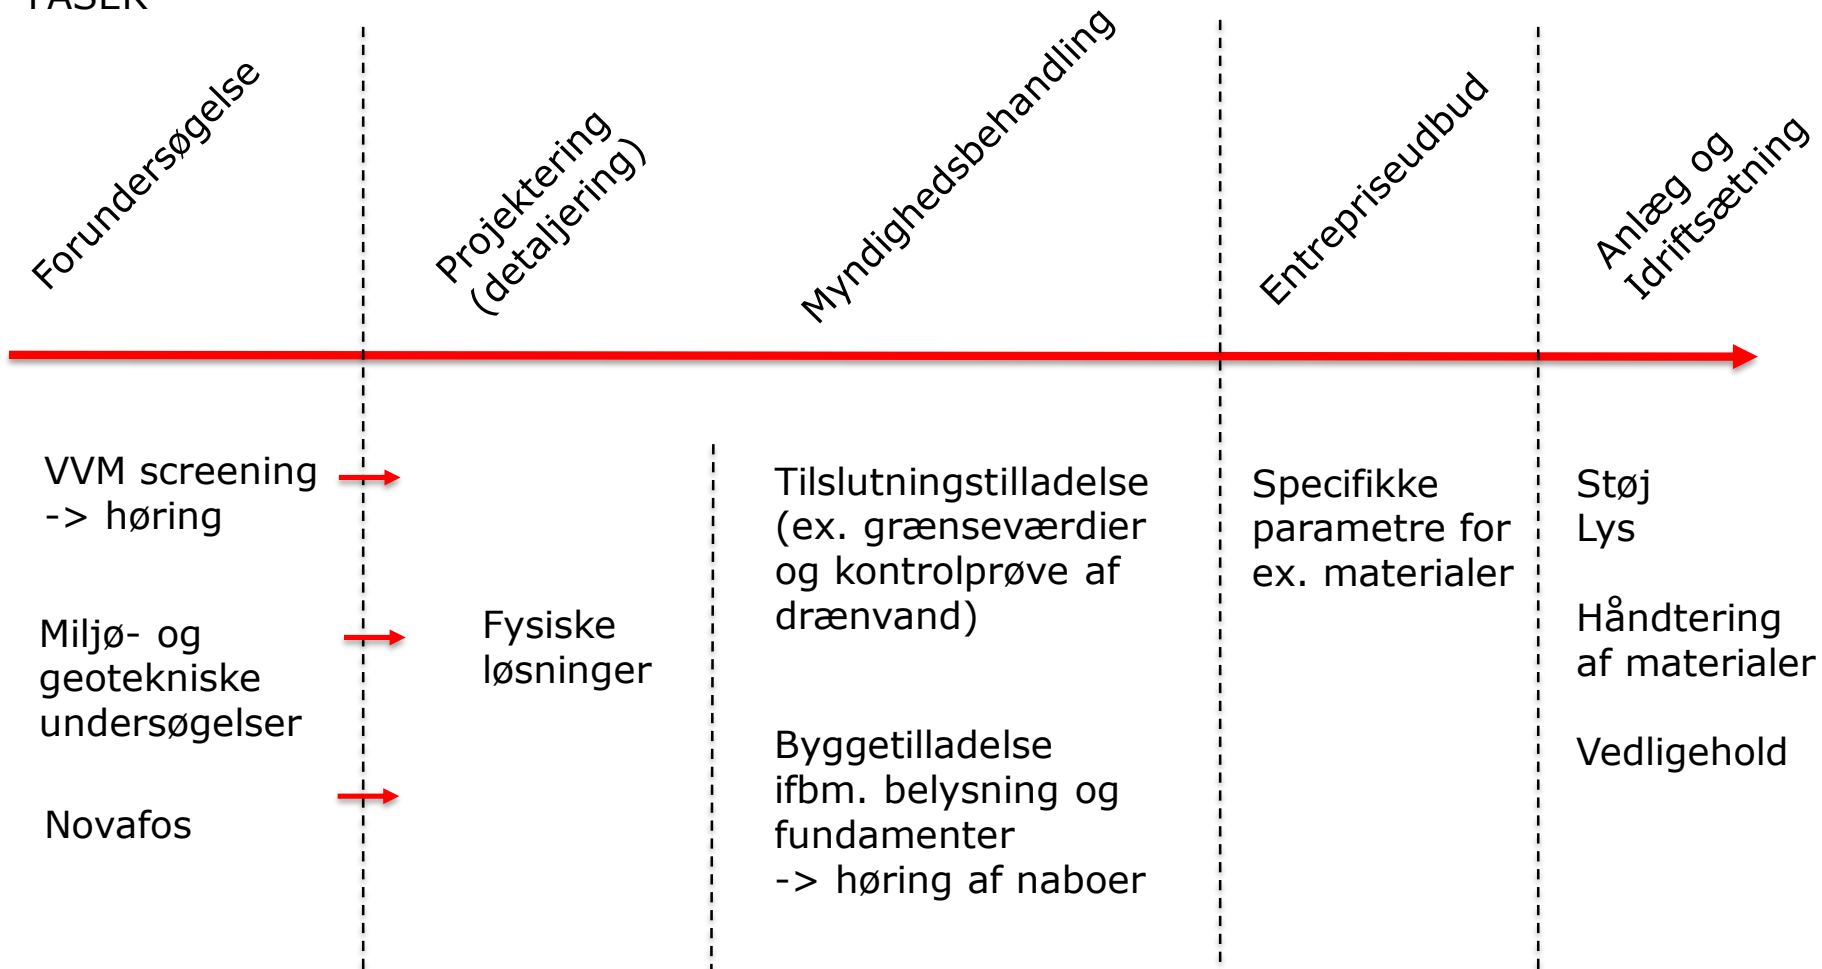 FASER
Forundersøgelse
Projektering
(detaljering)
Myndighedsbehandling
Entrepriseudbud
Anlæg og
Idriftsætning
VVM screening
-> høring
Miljø- og
geotekniske
undersøgelser
Novafos
Fysiske
løsninger
Tilslutningstilladelse
(ex. grænseværdier
og kontrolprøve af
drænvand)
Byggetilladelse
ifbm. belysning og
fundamenter
-> høring af naboer
Specifikke
parametre for
ex. materialer
Støj
Lys
Håndtering
af materialer
Vedligehold